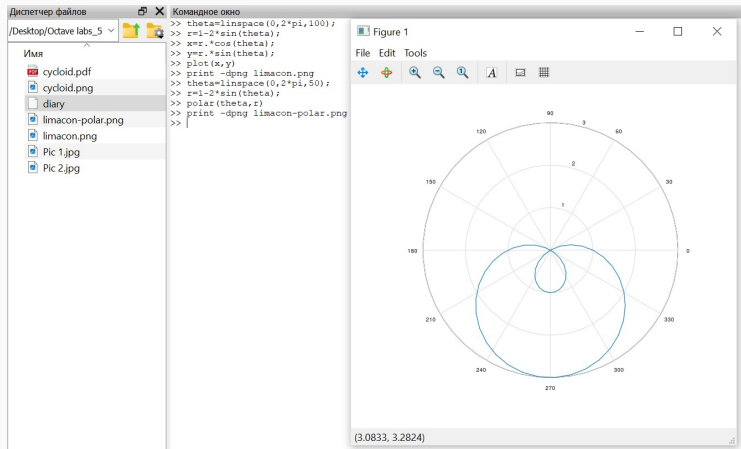 Диспетчер файлов
/Desktop/Octave labs_5
Имя
cycloid.pdf
cycloid.png
diary
limacon-polar.png
limacon.png
Pic 1.jpg
Pic 2.jpg
Командное окно
>> theta=linspace(0,2*pi,100);
>> r=1-2*sin(theta);
>> x=r.*cos(theta);
>> y=r.*sin(theta);
>> plot(x,y)
>> print -dpng limacon.png
>> theta=linspace(0,2*pi,50);
>> r=1-2*sin(theta);
>> polar(theta,r)
>> print -dpng limacon-polar.png
>>
Figure 1
File Edit Tools
A
90
120 3 60
2
150 30
1
180 0
210 330
240 300
270
(3.0833, 3.2824)